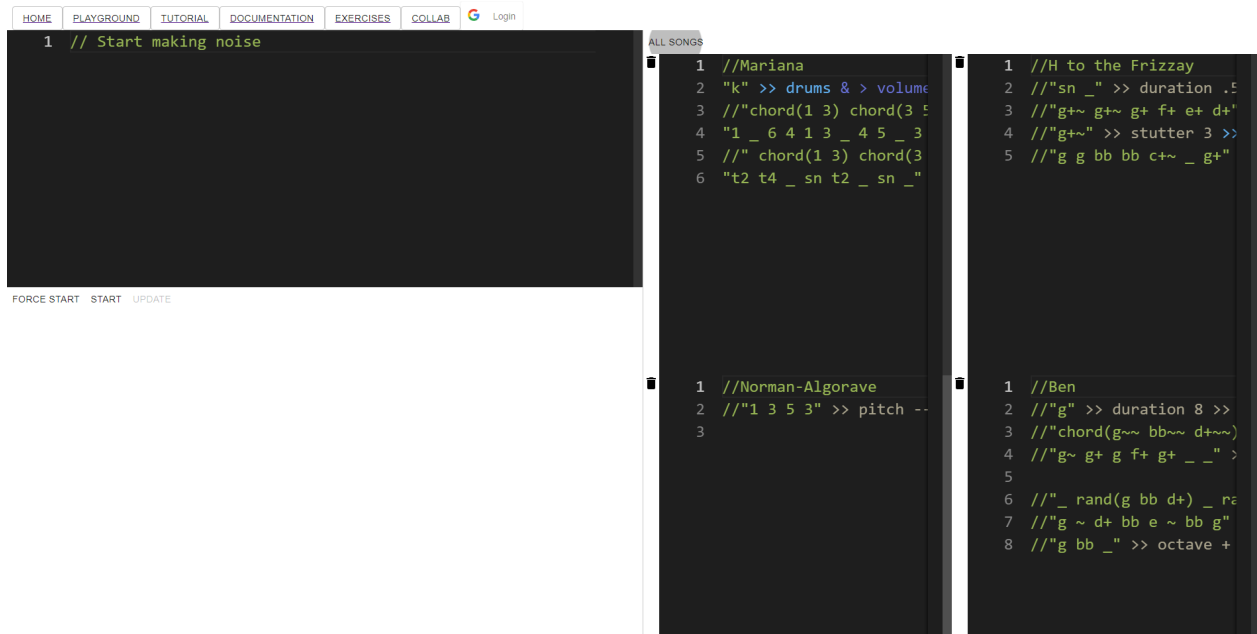 HOME PLAYGROUND TUTORIAL DOCUMENTATION EXERCISES COLLAB G Login
1 // Start making noise
FORCE START START UPDATE
ALL SONGS
1 //Mariana
2 "k" >> drums & > volume
3 //"chord(1 3) chord(3 5
4 "1 _ 6 4 1 3 _ 4 5 _ 3
5 //" chord(1 3) chord(3
6 "t2 t4 _ sn t2 _ sn _"
1 //H to the Frizzay
2 //"sn _" >> duration .5
3 //"g+~ g+~ g+ f+ e+ d+"
4 //"g+~" >> stutter 3 >>
5 //"g g bb bb c+~ _ g+"
1 //Norman-Algorave
2 //"1 3 5 3" >> pitch --
3
1 //Ben
2 //"g" >> duration 8 >>
3 //"chord(g~~ bb~~ d+~~)
4 //"g~ g+ g f+ g+ _ _" >
5
6 //"_ rand(g bb d+) _ ra
7 //"g ~ d+ bb e ~ bb g"
8 //"g bb _" >> octave +